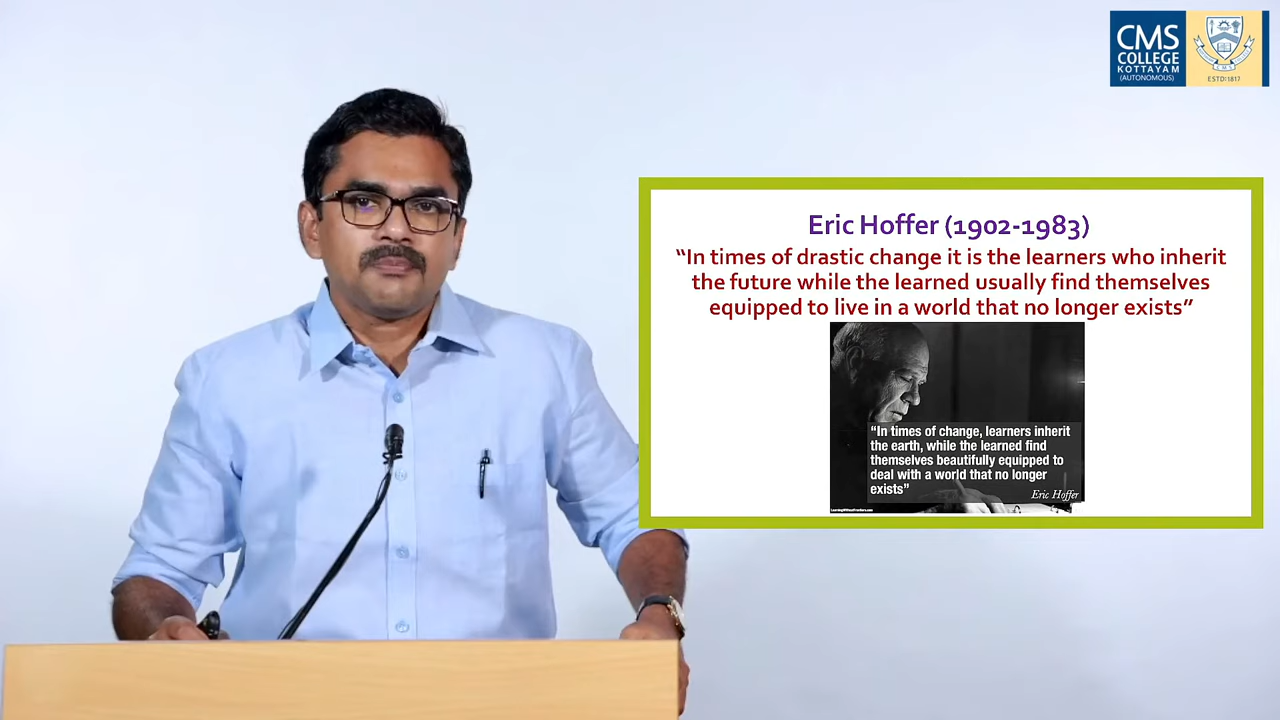 CMS
COLLEGE
KOTTAYAM
(AUTONOMOUS)
CMS
ESTD:1817
Eric Hoffer (1902-1983)
“In times of drastic change it is the learners who inherit
the future while the learned usually find themselves
equipped to live in a world that no longer exists”
“In times of change, learners inherit
the earth, while the learned find
themselves beautifully equipped to
deal with a world that no longer
exists”
Eric Hoffer
LearningWithoutFrontiers.com